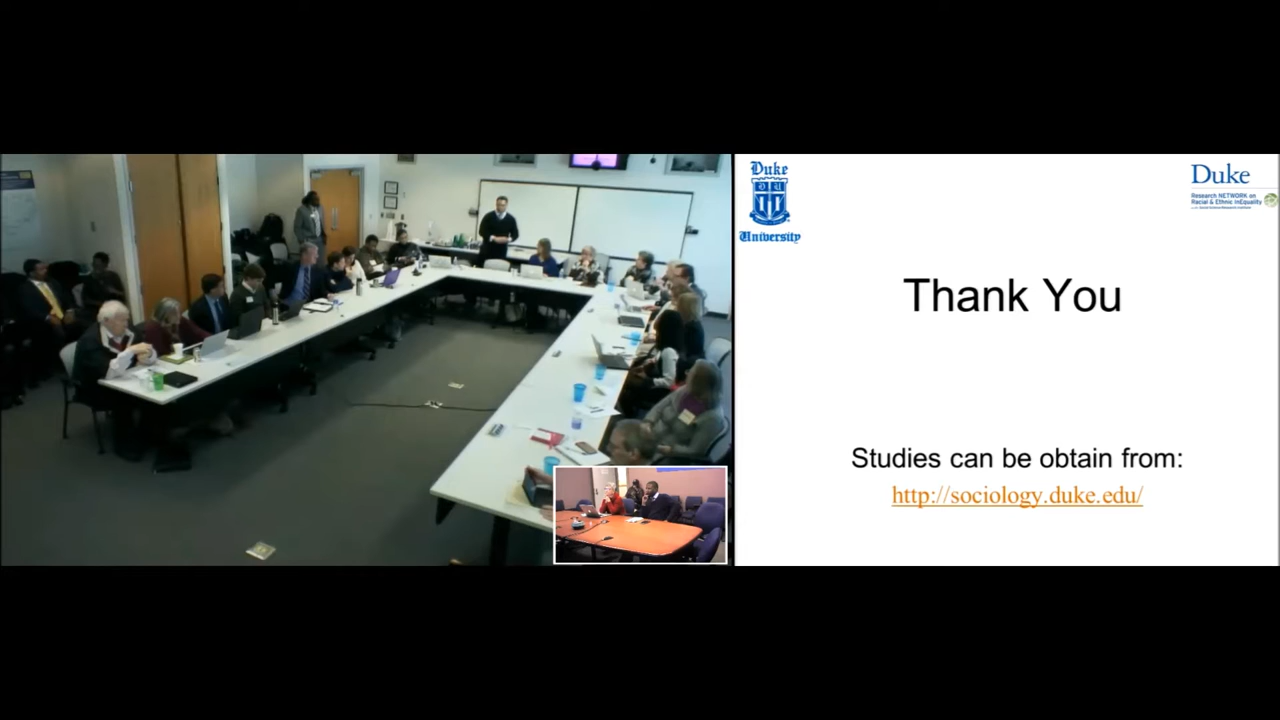 Duke
University
Duke
Research NETWORK on
Racial & Ethnic InEquality
Thank You
Studies can be obtain from:
http://sociology.duke.edu/